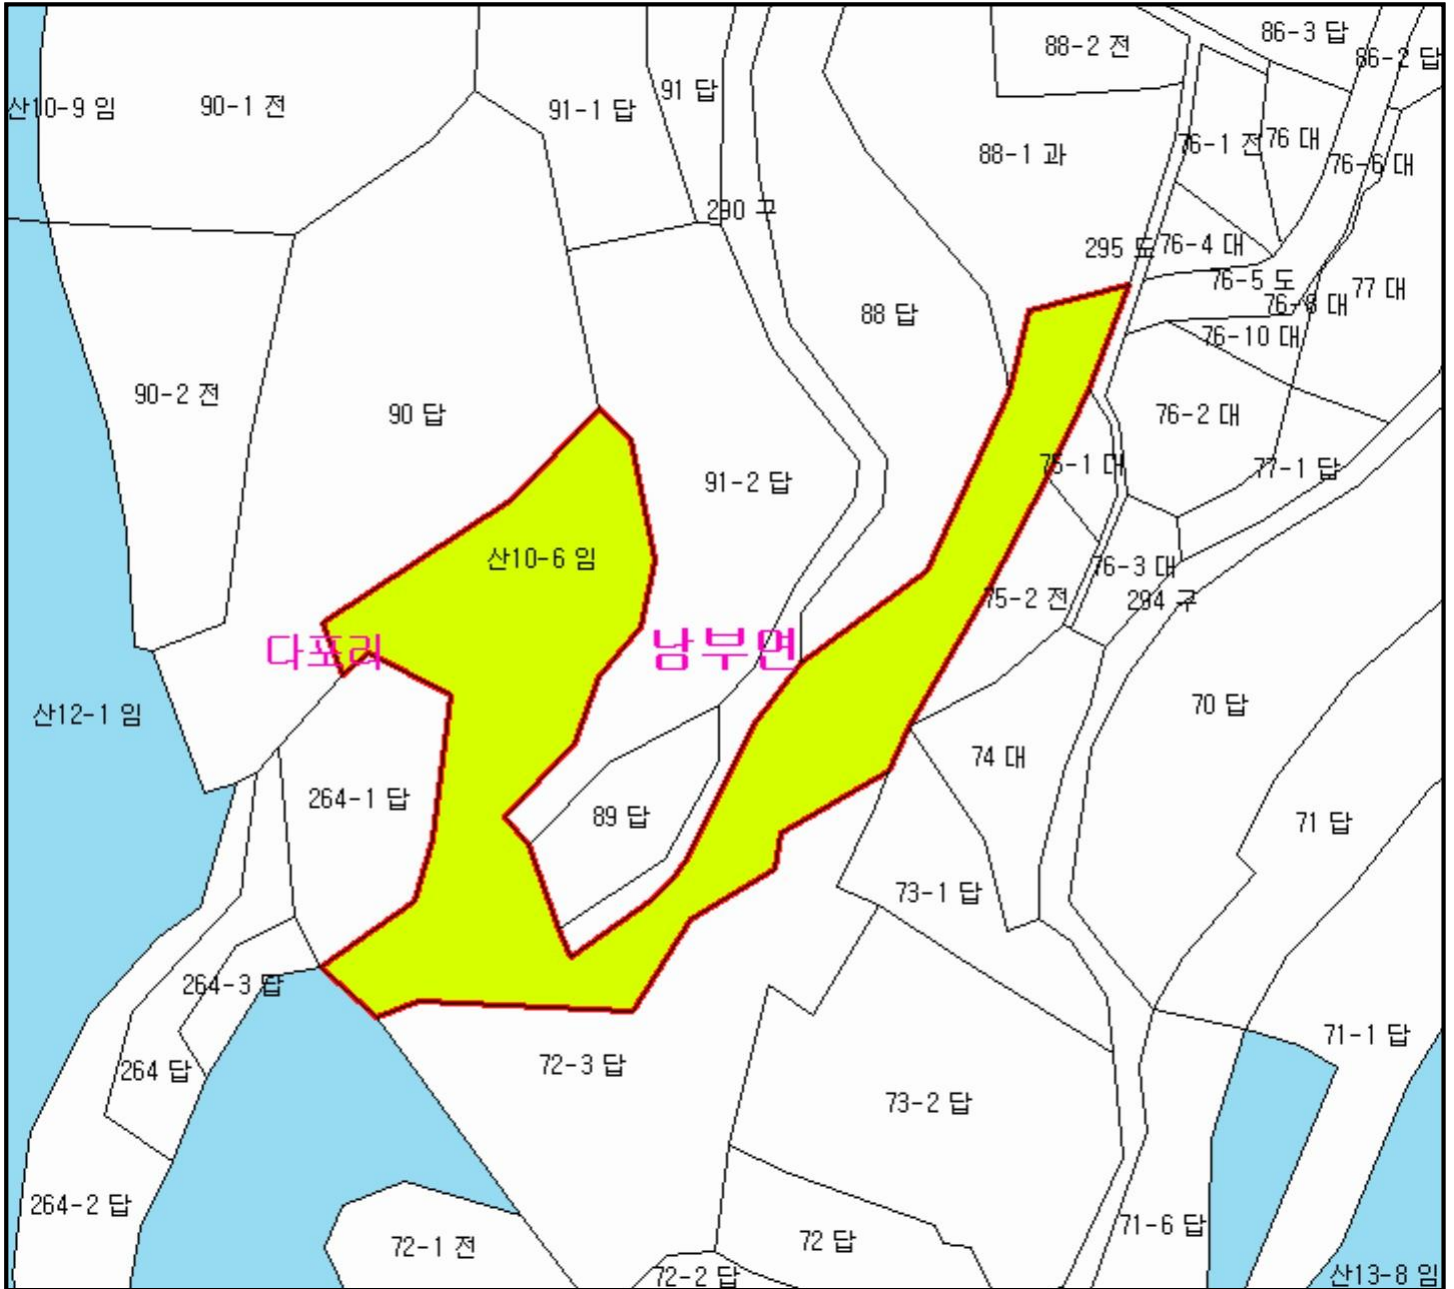 86-3 답
88-2 전
86-2 답
91 답
산10-9 임
90-1 전
91-1 답
76-1 전
76 대
88-1 과
76-6 대
290 구
295 도
76-4 대
76-5 도
77 대
76-8 대
88 답
76-10 대
90-2 전
90 답
76-2 대
75-1 대
77-1 답
91-2 답
산10-6 임
76-3 대
75-2 전
294 구
다포리
남부면
70 답
산12-1 임
74 대
264-1 답
89 답
71 답
73-1 답
264-3 답
71-1 답
72-3 답
264 답
73-2 답
264-2 답
71-6 답
72-1 전
72 답
72-2 답
산13-8 임